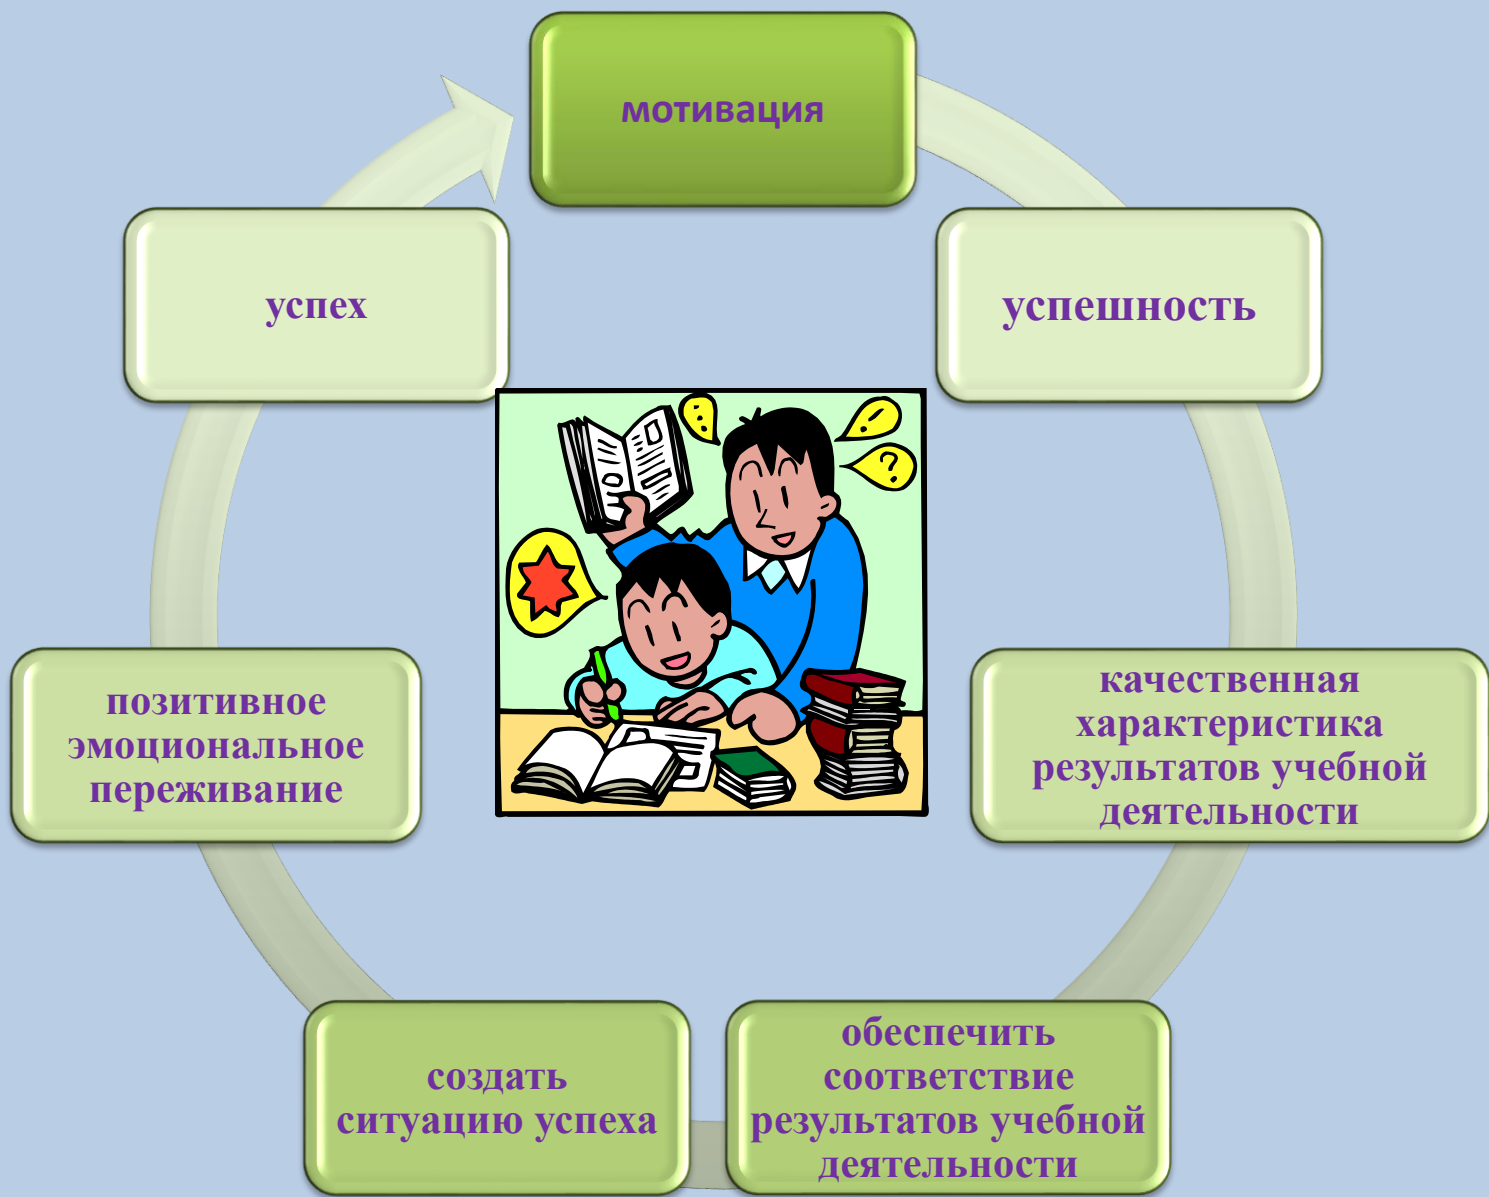 мотивация
успешность
качественная
характеристика
результатов учебной
деятельности
обеспечить
соответствие
результатов учебной
деятельности
создать
ситуацию успеха
позитивное
эмоциональное
переживание
успех
?